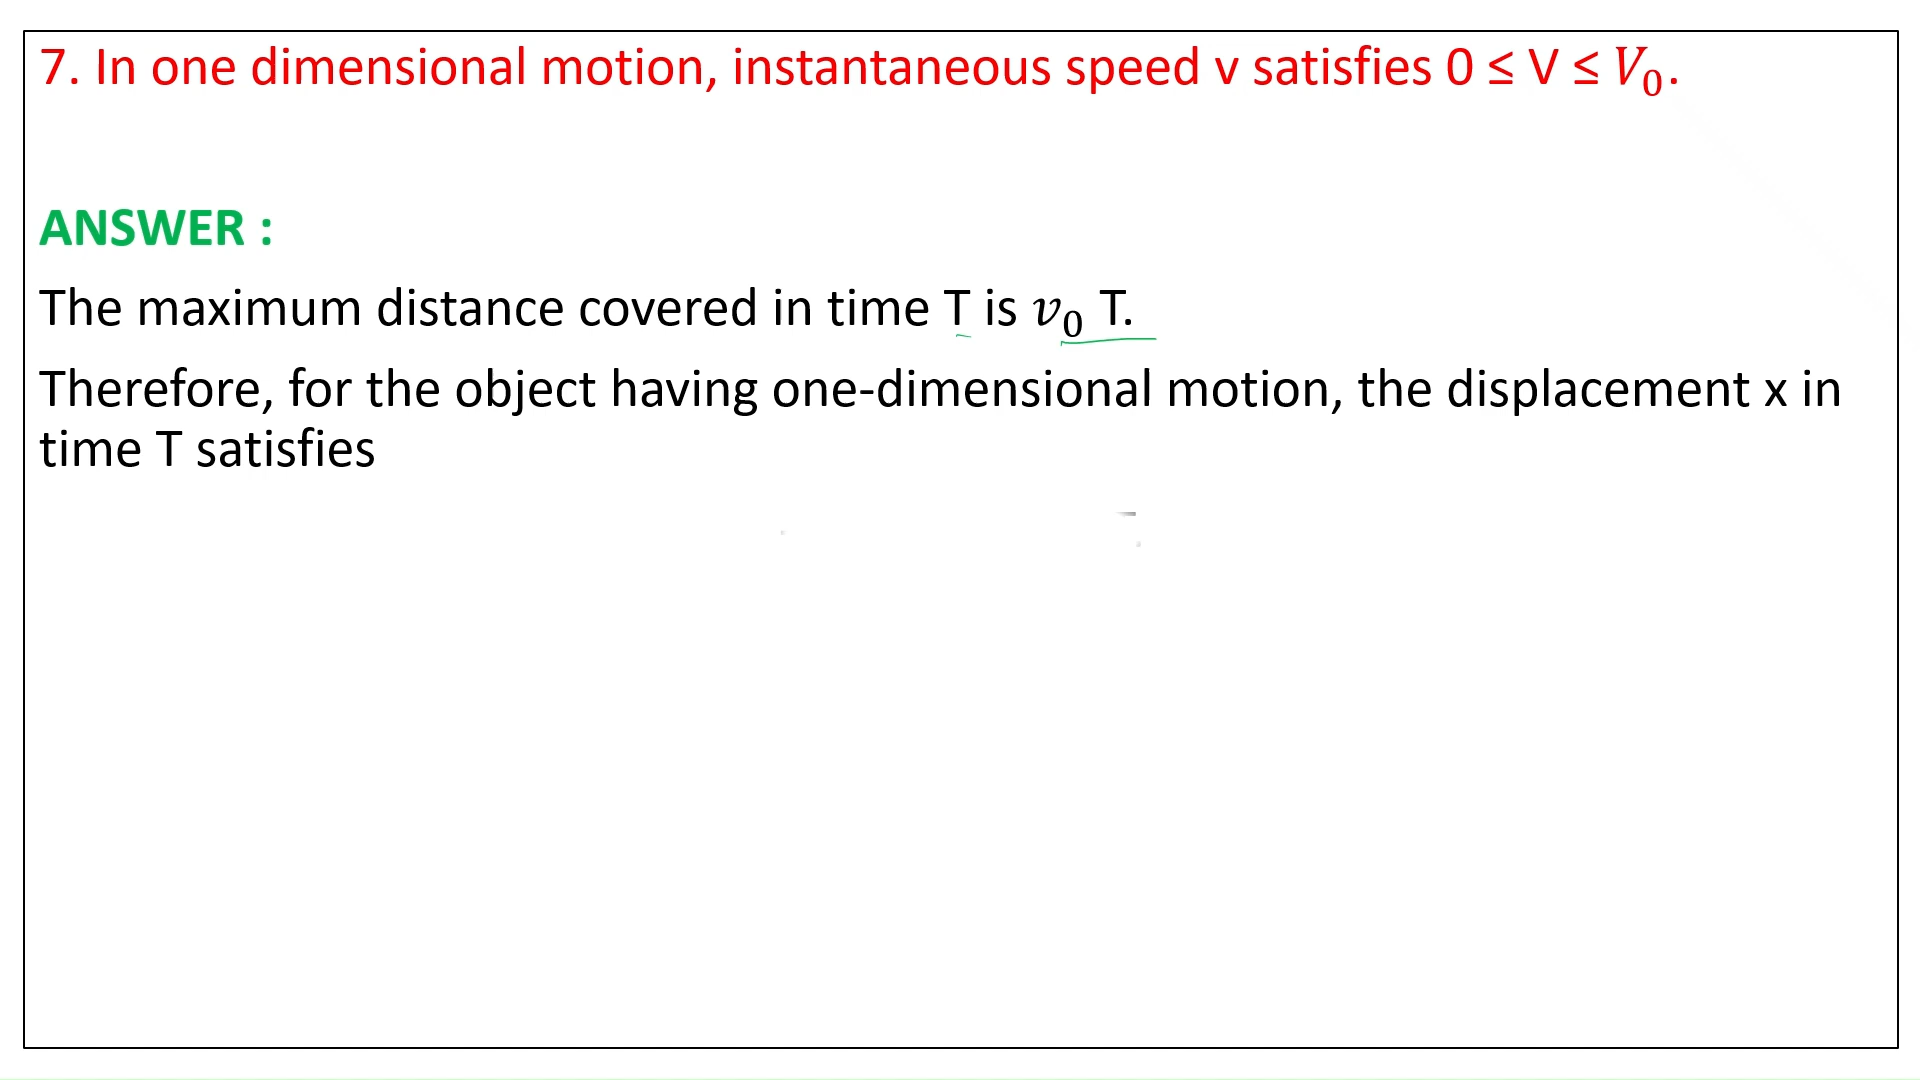 7. In one dimensional motion, instantaneous speed v satisfies 0 ≤ V ≤ V₀.
ANSWER :
The maximum distance covered in time T is v₀ T.
Therefore, for the object having one-dimensional motion, the displacement x in
time T satisfies